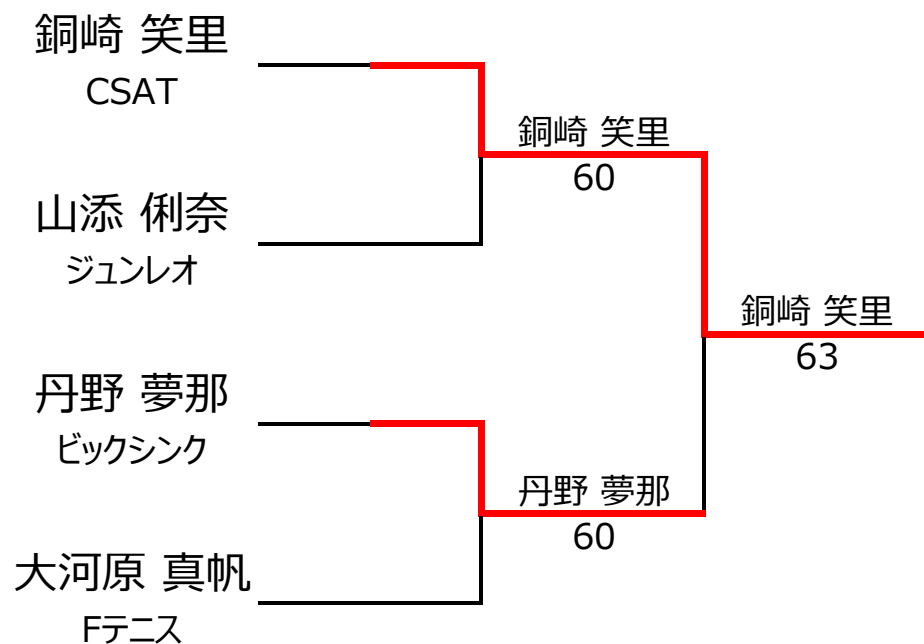 銅崎 笑里
CSAT
銅崎 笑里
60
山添 俐奈
ジュンレオ
銅崎 笑里
63
丹野 夢那
ビックシンク
丹野 夢那
60
大河原 真帆
Fテニス